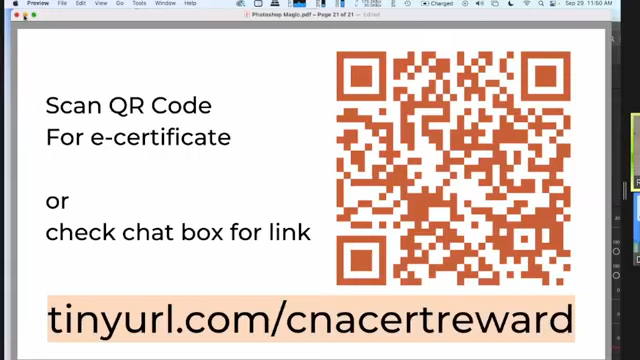 Preview File Edit View Go Tools Window Help
Charged
Sep 29 11:50 AM
Photoshop Magic.pdf – Page 21 of 21 — Edited
Scan QR Code
For e-certificate
or
check chat box for link
tinyurl.com/cnacertreward